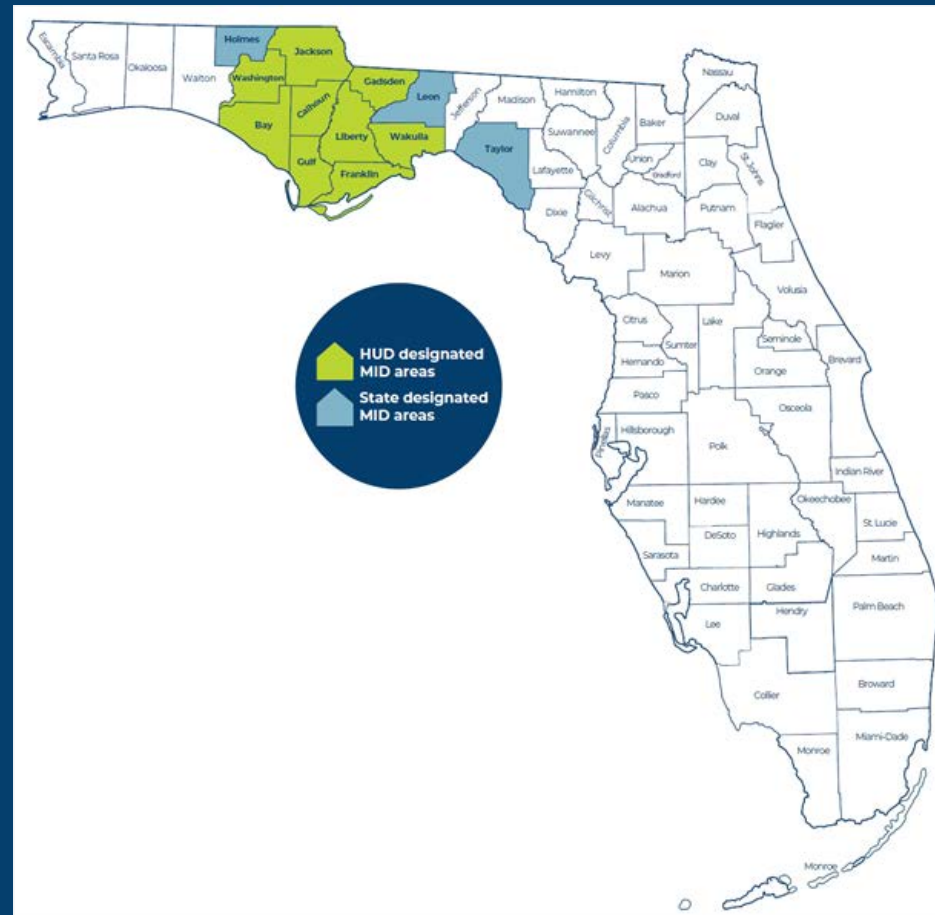 Escambia
Santa Rosa
Okaloosa
Walton
Holmes
Jackson
Washington
Bay
Calhoun
Gulf
Liberty
Franklin
Gadsden
Leon
Wakulla
Jefferson
Madison
Taylor
Hamilton
Suwannee
Lafayette
Dixie
Columbia
Gilchrist
Baker
Union
Bradford
Alachua
Nassau
Duval
Clay
St. Johns
Putnam
Flagler
Levy
Marion
Volusia
Citrus
Sumter
Lake
Seminole
Hernando
Orange
Brevard
Pasco
Osceola
Pinellas
Hillsborough
Polk
Indian River
Manatee
Hardee
Okeechobee
St. Lucie
DeSoto
Highlands
Sarasota
Martin
Charlotte
Glades
Lee
Hendry
Palm Beach
Collier
Broward
Monroe
Miami-Dade
Monroe
HUD designated
MID areas
State designated
MID areas